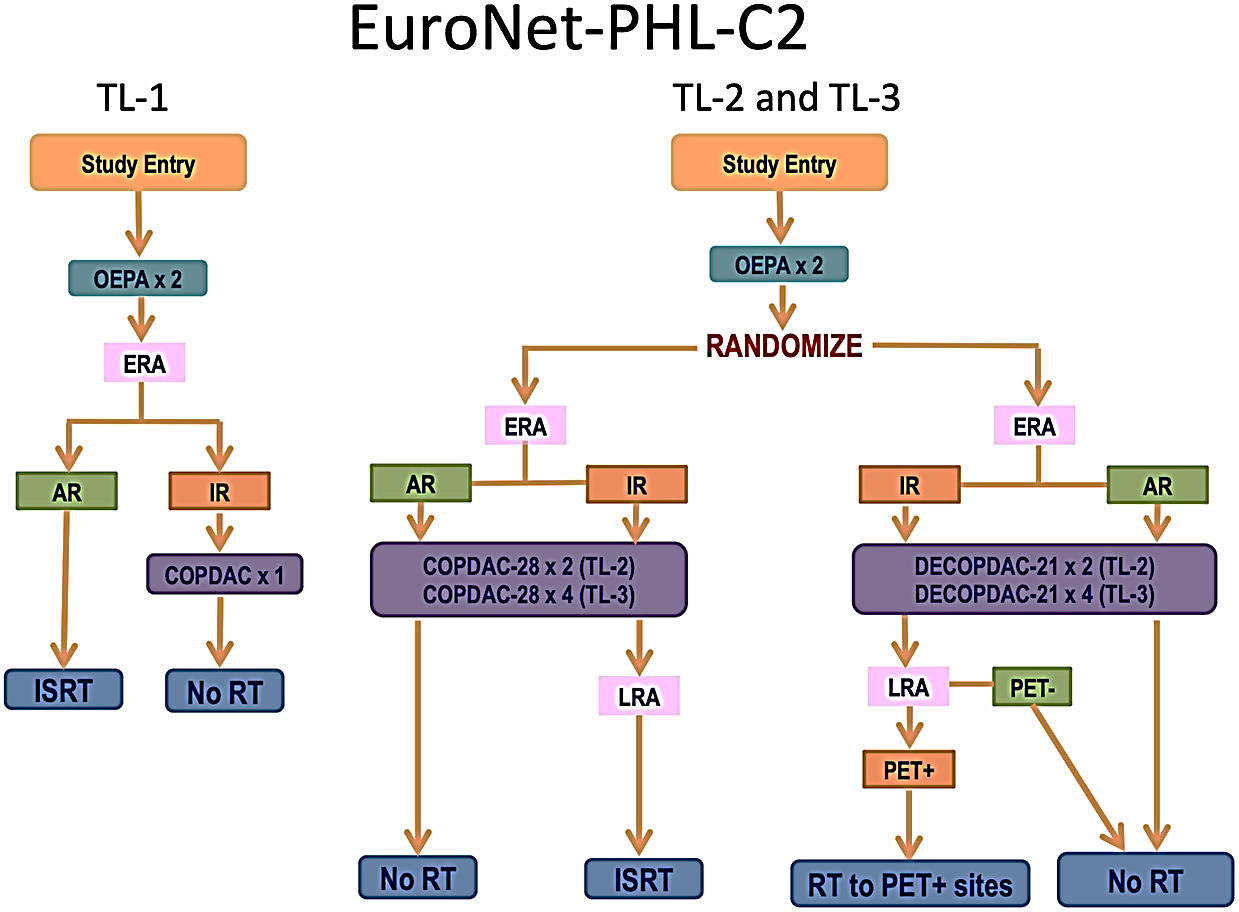 EuroNet-PHL-C2
TL-1
Study Entry
OEPA x 2
ERA
AR
IR
COPDAC x 1
ISRT
No RT
TL-2 and TL-3
Study Entry
OEPA x 2
RANDOMIZE
ERA
AR
IR
COPDAC-28 x 2 (TL-2)
COPDAC-28 x 4 (TL-3)
LRA
No RT
ISRT
ERA
IR
AR
DECOPDAC-21 x 2 (TL-2)
DECOPDAC-21 x 4 (TL-3)
LRA
PET-
PET+
RT to PET+ sites
No RT